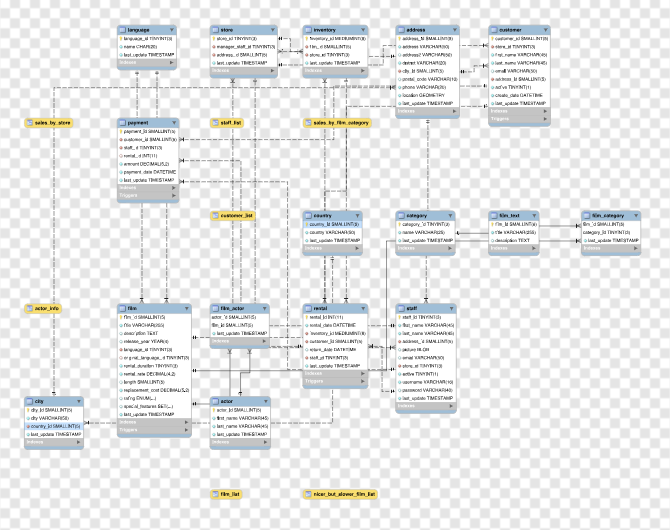 language
language_id TINYINT(3)
name CHAR(20)
last_update TIMESTAMP
Indexes
store
store_id TINYINT(3)
manager_staff_id TINYINT(3)
address_id SMALLINT(5)
last_update TIMESTAMP
Indexes
inventory
inventory_id MEDIUMINT(8)
film_id SMALLINT(5)
store_id TINYINT(3)
last_update TIMESTAMP
Indexes
address
address_id SMALLINT(5)
address VARCHAR(50)
address2 VARCHAR(50)
district VARCHAR(20)
city_id SMALLINT(5)
postal_code VARCHAR(10)
phone VARCHAR(20)
location GEOMETRY
last_update TIMESTAMP
Indexes
customer
customer_id SMALLINT(5)
store_id TINYINT(3)
first_name VARCHAR(45)
last_name VARCHAR(45)
email VARCHAR(50)
address_id SMALLINT(5)
active TINYINT(1)
create_date DATETIME
last_update TIMESTAMP
Indexes
Triggers
sales_by_store
payment
payment_id SMALLINT(5)
customer_id SMALLINT(5)
staff_id TINYINT(3)
rental_id INT(11)
amount DECIMAL(5,2)
payment_date DATETIME
last_update TIMESTAMP
Indexes
Triggers
staff_list
sales_by_film_category
customer_list
country
country_id SMALLINT(5)
country VARCHAR(50)
last_update TIMESTAMP
Indexes
category
category_id TINYINT(3)
name VARCHAR(25)
last_update TIMESTAMP
Indexes
film_text
film_id SMALLINT(6)
title VARCHAR(255)
description TEXT
Indexes
film_category
film_id SMALLINT(5)
category_id TINYINT(3)
last_update TIMESTAMP
Indexes
actor_info
film
film_id SMALLINT(5)
title VARCHAR(255)
description TEXT
release_year YEAR(4)
language_id TINYINT(3)
original_language_id TINYINT(3)
rental_duration TINYINT(3)
rental_rate DECIMAL(4,2)
length SMALLINT(5)
replacement_cost DECIMAL(5,2)
rating ENUM(...)
special_features SET(...)
last_update TIMESTAMP
Indexes
Triggers
film_actor
actor_id SMALLINT(5)
film_id SMALLINT(5)
last_update TIMESTAMP
Indexes
rental
rental_id INT(11)
rental_date DATETIME
inventory_id MEDIUMINT(8)
customer_id SMALLINT(5)
return_date DATETIME
staff_id TINYINT(3)
last_update TIMESTAMP
Indexes
Triggers
staff
staff_id TINYINT(3)
first_name VARCHAR(45)
last_name VARCHAR(45)
address_id SMALLINT(5)
picture BLOB
email VARCHAR(50)
store_id TINYINT(3)
active TINYINT(1)
username VARCHAR(16)
password VARCHAR(40)
last_update TIMESTAMP
Indexes
city
city_id SMALLINT(5)
city VARCHAR(50)
country_id SMALLINT(5)
last_update TIMESTAMP
Indexes
actor
actor_id SMALLINT(5)
first_name VARCHAR(45)
last_name VARCHAR(45)
last_update TIMESTAMP
Indexes
film_list
nicer_but_slower_film_list